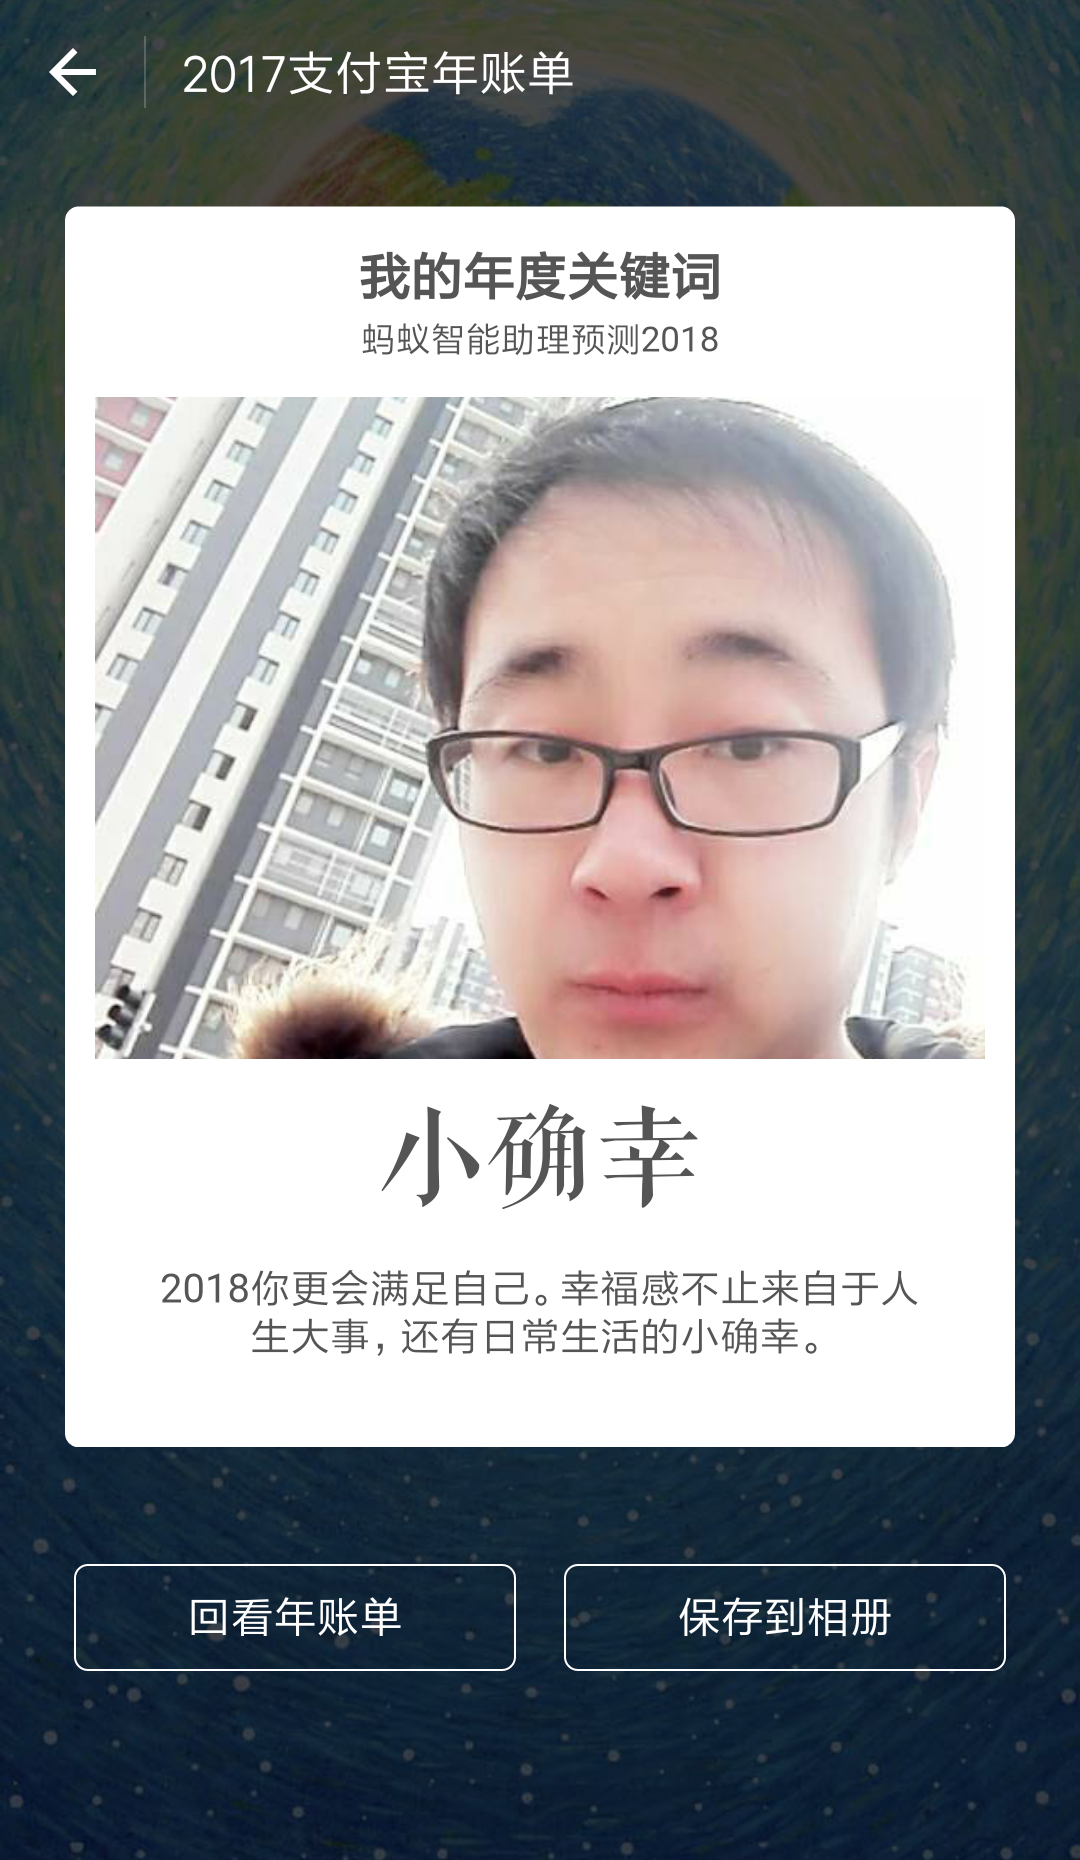 2017支付宝年账单
我的年度关键词
蚂蚁智能助理预测2018
小确幸
2018你更会满足自己。幸福感不止来自于人
生大事，还有日常生活的小确幸。
回看年账单
保存到相册